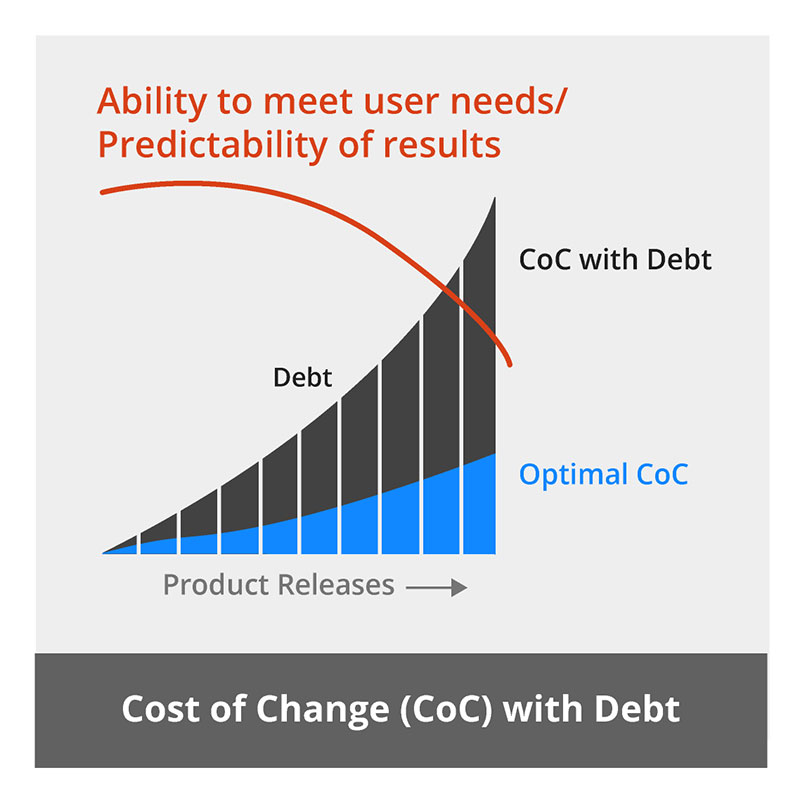 Ability to meet user needs/
Predictability of results
CoC with Debt
Debt
Optimal CoC
Product Releases
Cost of Change (CoC) with Debt